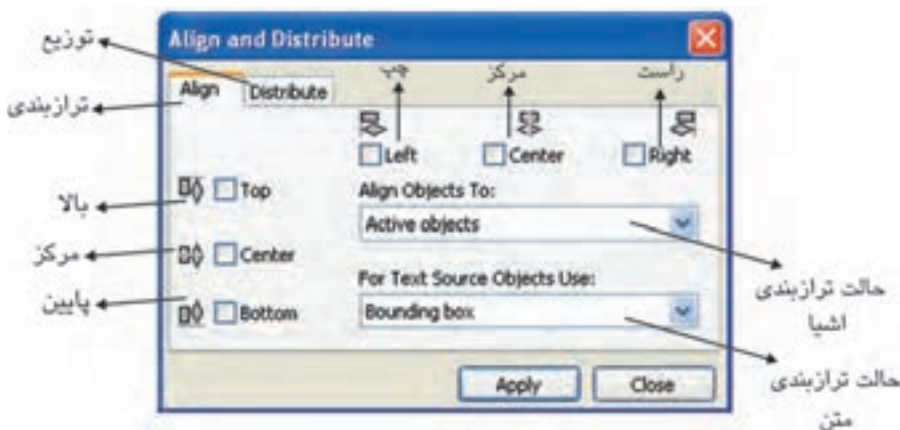 توزیع
Align and Distribute
ترازبندی
Align
Distribute
چپ
مرکز
راست
Left
Center
Right
بالا
Top
Align Objects To:
Active objects
مرکز
Center
حالت ترازبندی
اشیا
For Text Source Objects Use:
پایین
Bottom
Bounding box
حالت ترازبندی
متن
Apply
Close